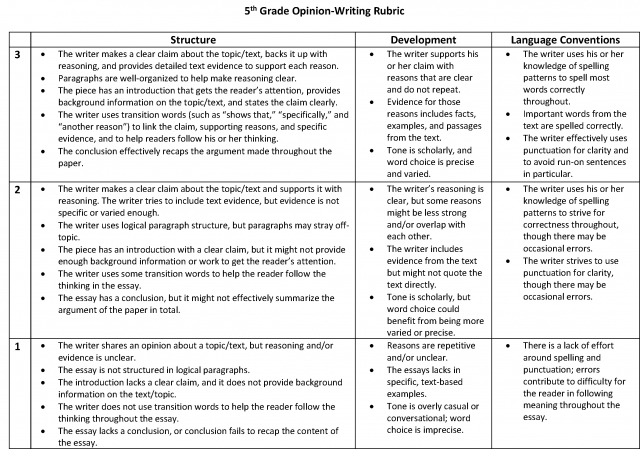 5th Grade Opinion-Writing Rubric
Structure
Development
Language Conventions
3
• The writer makes a clear claim about the topic/text, backs it up with
reasoning, and provides detailed text evidence to support each reason.
• Paragraphs are well-organized to help make reasoning clear.
• The piece has an introduction that gets the reader's attention, provides
background information on the topic/text, and states the claim clearly.
• The writer uses transition words (such as "shows that," "specifically," and
"another reason") to link the claim, supporting reasons, and specific
evidence, and to help readers follow his or her thinking.
• The conclusion effectively recaps the argument made throughout the
paper.
• The writer supports his
or her claim with
reasons that are clear
and do not repeat.
• Evidence for those
reasons includes facts,
examples, and passages
from the text.
• Tone is scholarly, and
word choice is precise
and varied.
• The writer uses his or her
knowledge of spelling
patterns to spell most
words correctly
throughout.
• Important words from the
text are spelled correctly.
• The writer effectively uses
punctuation for clarity and
to avoid run-on sentences
in particular.
2
• The writer makes a clear claim about the topic/text and supports it with
reasoning. The writer tries to include text evidence, but evidence is not
specific or varied enough.
• The writer uses logical paragraph structure, but paragraphs may stray off-
topic.
• The piece has an introduction with a clear claim, but it might not provide
enough background information or work to get the reader's attention.
• The writer uses some transition words to help the reader follow the
thinking in the essay.
• The essay has a conclusion, but it might not effectively summarize the
argument of the paper in total.
• The writer's reasoning is
clear, but some reasons
might be less strong
and/or overlap with
each other.
• The writer includes
evidence from the text
but might not quote the
text directly.
• Tone is scholarly, but
word choice could
benefit from being more
varied or precise.
• The writer uses his or her
knowledge of spelling
patterns to strive for
correctness throughout,
though there may be
occasional errors.
• The writer strives to use
punctuation for clarity,
though there may be
occasional errors.
1
• The writer shares an opinion about a topic/text, but reasoning and/or
evidence is unclear.
• The essay is not structured in logical paragraphs.
• The introduction lacks a clear claim, and it does not provide background
information on the text/topic.
• The writer does not use transition words to help the reader follow the
thinking throughout the essay.
• The essay lacks a conclusion, or conclusion fails to recap the content of
the essay.
• Reasons are repetitive
and/or unclear.
• The essays lacks in
specific, text-based
examples.
• Tone is overly casual or
conversational; word
choice is imprecise.
• There is a lack of effort
around spelling and
punctuation; errors
contribute to difficulty for
the reader in following
meaning throughout the
essay.